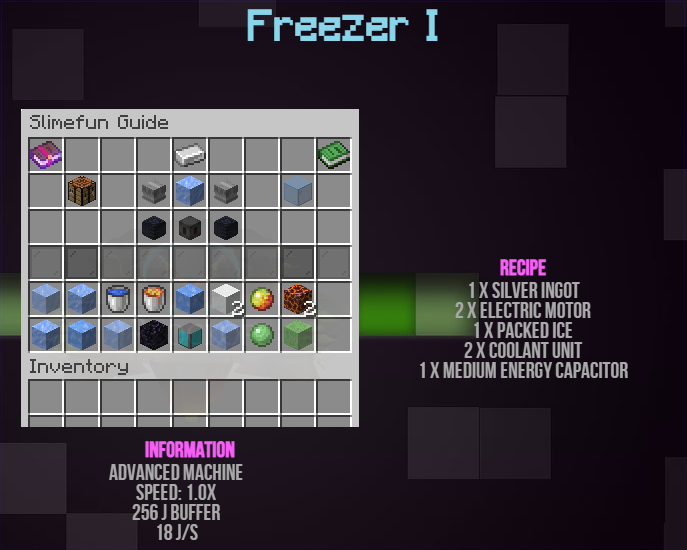 Freezer I
Slimefun Guide
2
2
Inventory
RECIPE
1 X SILVER INGOT
2 X ELECTRIC MOTOR
1 X PACKED ICE
2 X COOLANT UNIT
1 X MEDIUM ENERGY CAPACITOR
INFORMATION
ADVANCED MACHINE
SPEED: 1.0X
256 J BUFFER
18 J/S